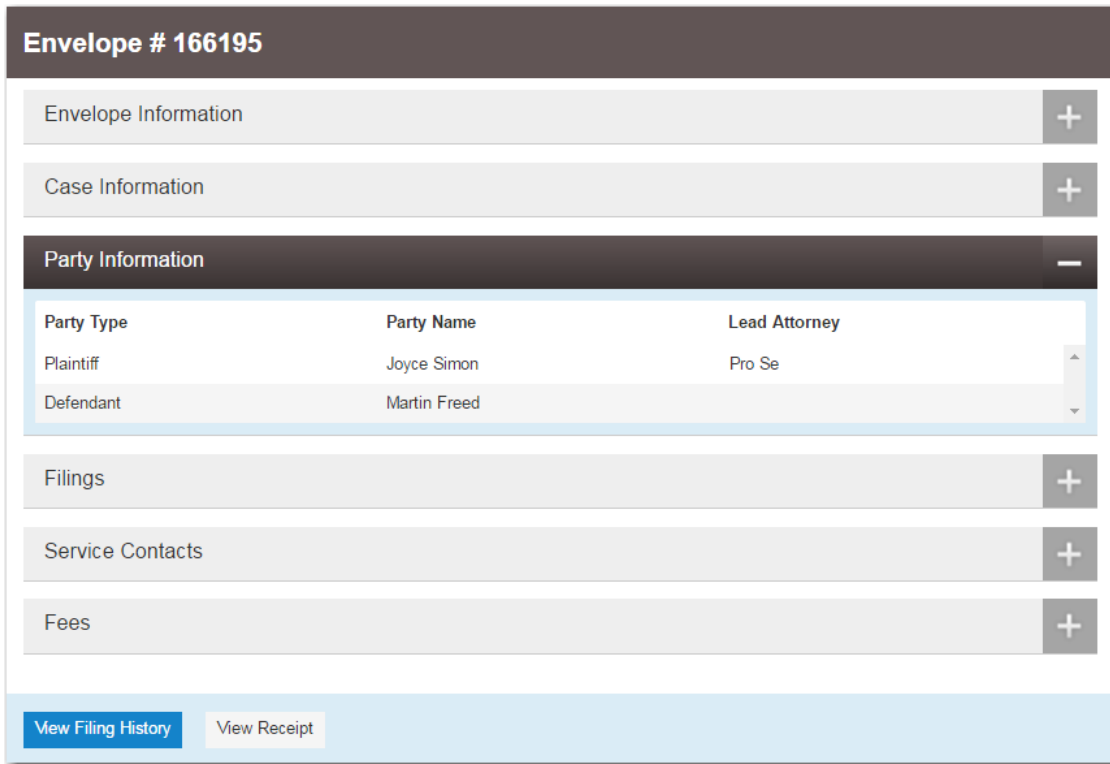 Envelope # 166195
Envelope Information
Case Information
Party Information
Party Type Party Name Lead Attorney
Plaintiff Joyce Simon Pro Se
Defendant Martin Freed
Filings
Service Contacts
Fees
View Filing History View Receipt